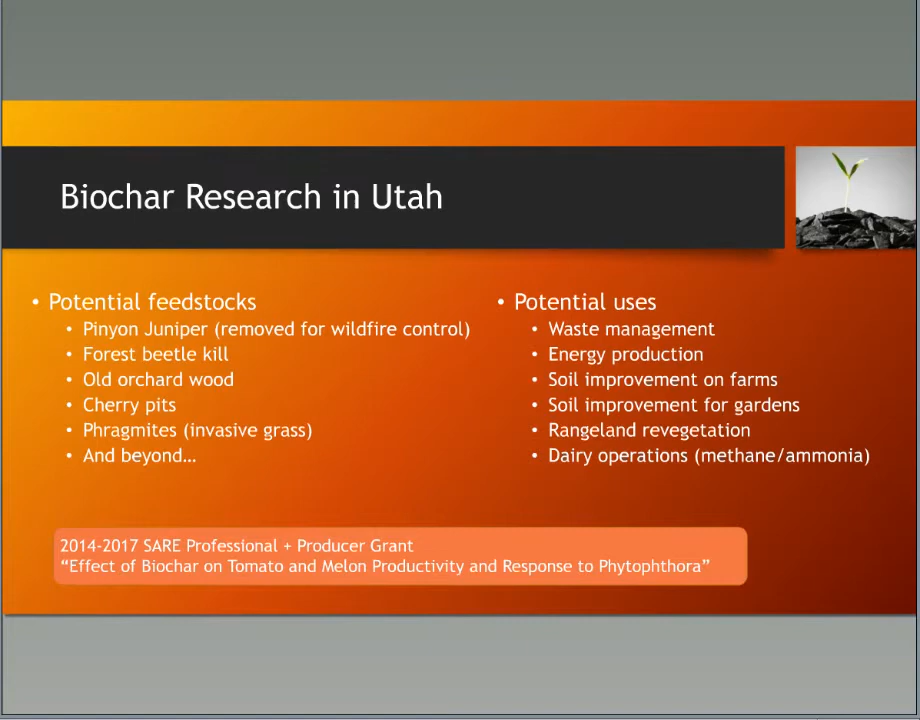 Biochar Research in Utah
• Potential feedstocks
• Pinyon Juniper (removed for wildfire control)
• Forest beetle kill
• Old orchard wood
• Cherry pits
• Phragmites (invasive grass)
• And beyond…
• Potential uses
• Waste management
• Energy production
• Soil improvement on farms
• Soil improvement for gardens
• Rangeland revegetation
• Dairy operations (methane/ammonia)
2014-2017 SARE Professional + Producer Grant
“Effect of Biochar on Tomato and Melon Productivity and Response to Phytophthora”